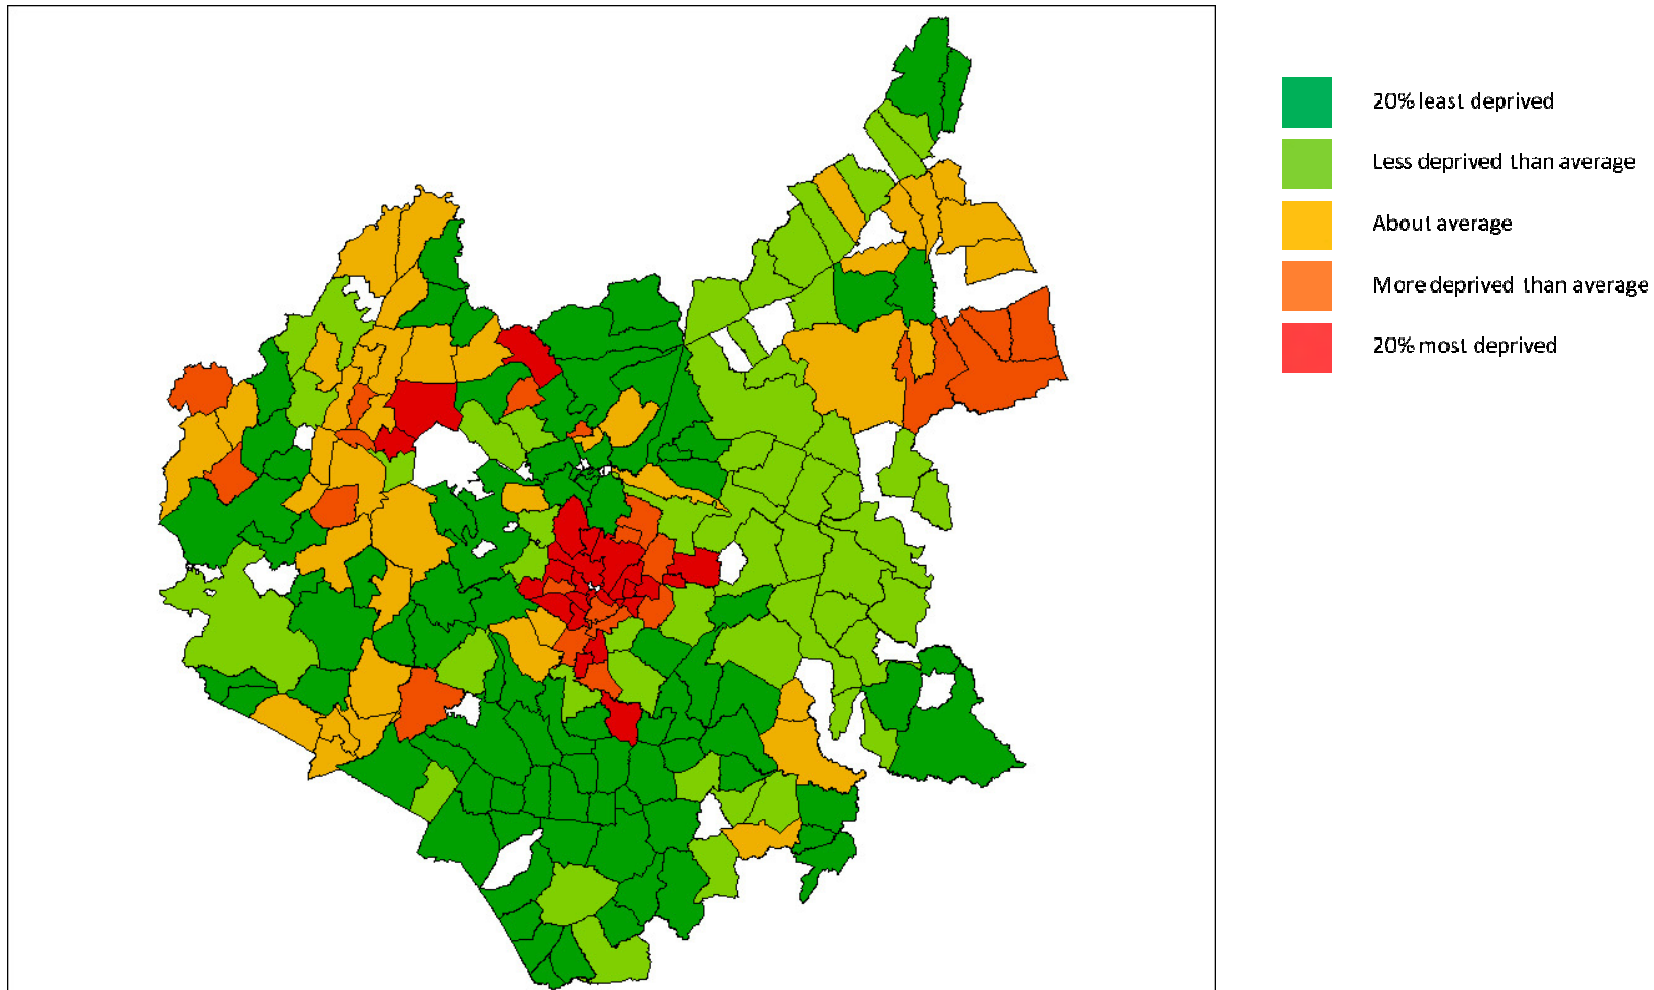 20% least deprived
Less deprived than average
About average
More deprived than average
20% most deprived